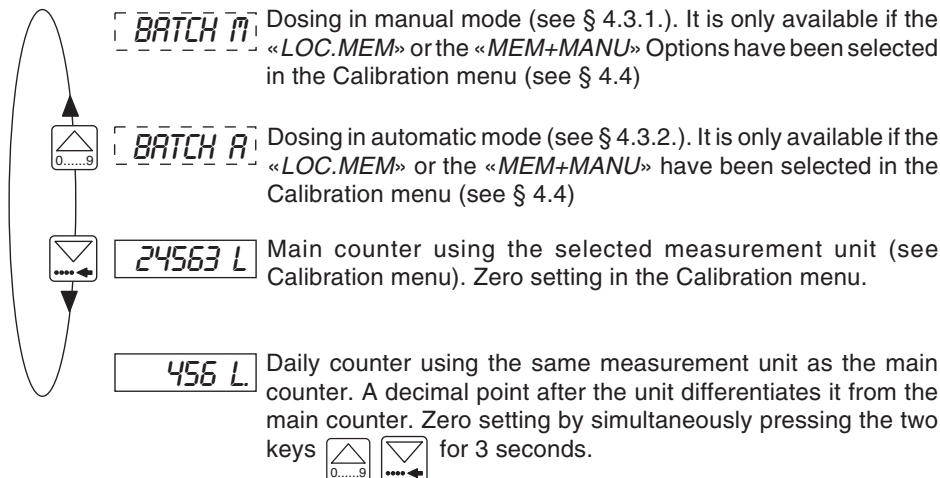 BATCH M Dosing in manual mode (see § 4.3.1.). It is only available if the
«LOC.MEM» or the «MEM+MANU» Options have been selected
in the Calibration menu (see § 4.4)
0......9
BATCH A Dosing in automatic mode (see § 4.3.2.). It is only available if the
«LOC.MEM» or the «MEM+MANU» have been selected in the
Calibration menu (see § 4.4)
24563 L Main counter using the selected measurement unit (see
Calibration menu). Zero setting in the Calibration menu.
456 L. Daily counter using the same measurement unit as the main
counter. A decimal point after the unit differentiates it from the
main counter. Zero setting by simultaneously pressing the two
keys for 3 seconds.
0......9